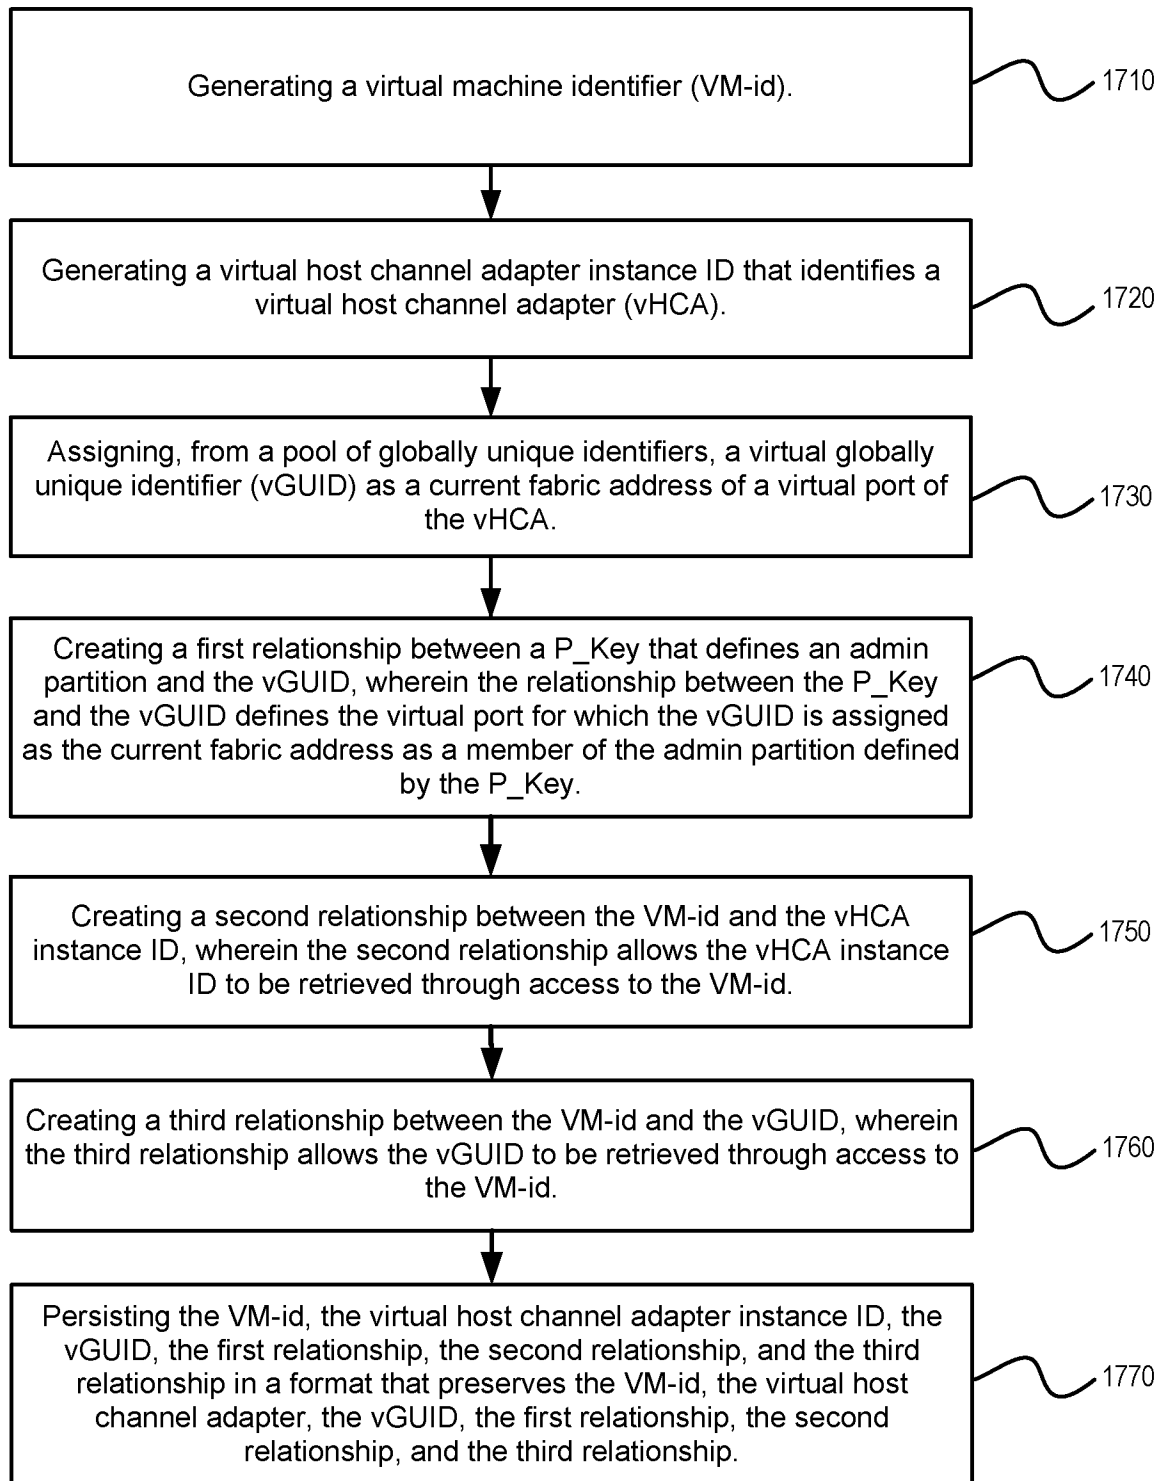 Generating a virtual machine identifier (VM-id).
1710
Generating a virtual host channel adapter instance ID that identifies a
virtual host channel adapter (vHCA).
1720
Assigning, from a pool of globally unique identifiers, a virtual globally
unique identifier (vGUID) as a current fabric address of a virtual port of
the vHCA.
1730
Creating a first relationship between a P_Key that defines an admin
partition and the vGUID, wherein the relationship between the P_Key
and the vGUID defines the virtual port for which the vGUID is assigned
as the current fabric address as a member of the admin partition defined
by the P_Key.
1740
Creating a second relationship between the VM-id and the vHCA
instance ID, wherein the second relationship allows the vHCA instance
ID to be retrieved through access to the VM-id.
1750
Creating a third relationship between the VM-id and the vGUID, wherein
the third relationship allows the vGUID to be retrieved through access to
the VM-id.
1760
Persisting the VM-id, the virtual host channel adapter instance ID, the
vGUID, the first relationship, the second relationship, and the third
relationship in a format that preserves the VM-id, the virtual host
channel adapter, the vGUID, the first relationship, the second
relationship, and the third relationship.
1770